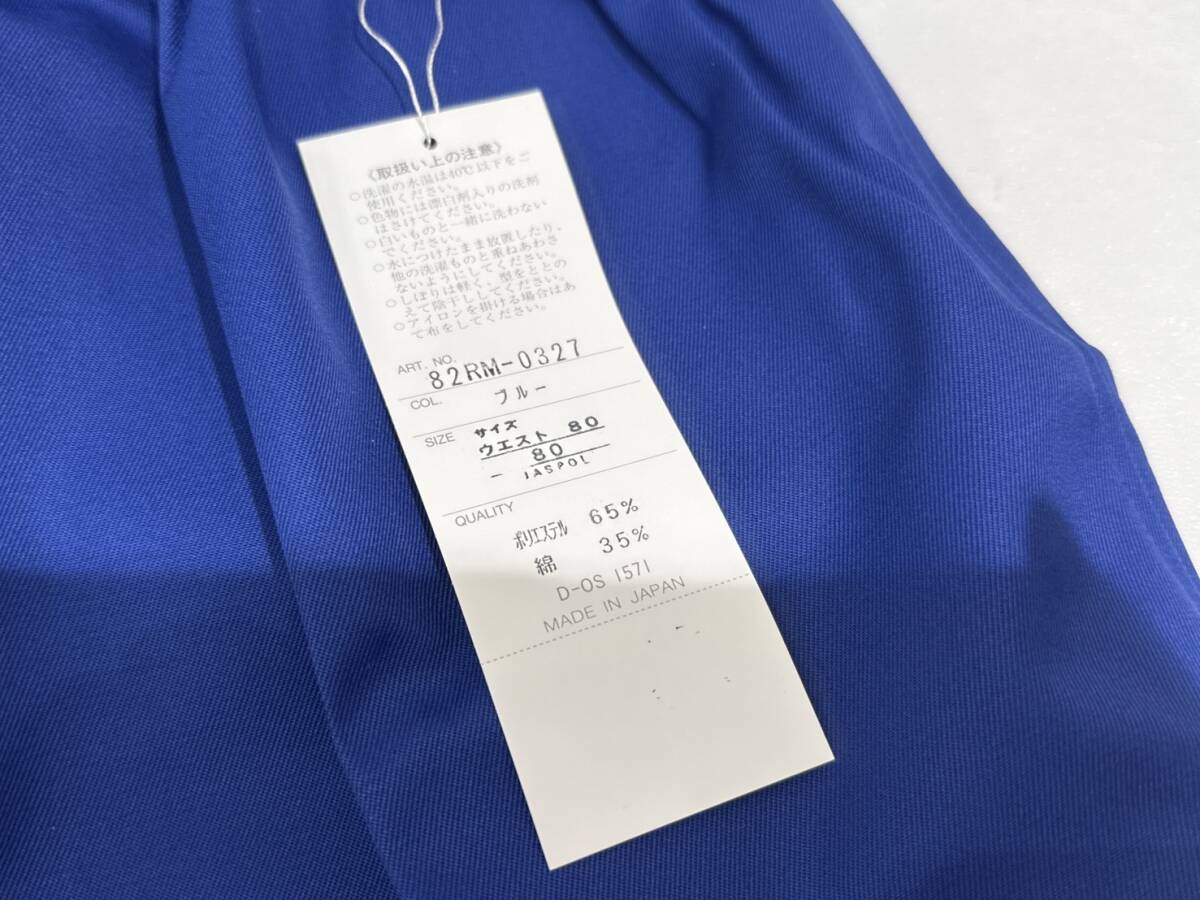 《取扱い上の注意》
○洗濯の水温は40℃以下をご
使用ください。
○色物には漂白剤入りの洗剤
はさけてください。
○白いものと一緒に洗わない
でください。
○水につけたまま放置したり、
他の洗濯ものと重ねあわさ
ないようにしてください。
○しぼりは軽く、型をととの
えて陰干ししてください。
○アイロンを掛ける場合はあ
て布をしてください。
ART. NO. 82RM-0327
COL. ブルー
SIZE サイズ
ウエスト 80
- 80
IASPOL
QUALITY
ポリエステル 65%
綿 35%
D-OS 1571
MADE IN JAPAN